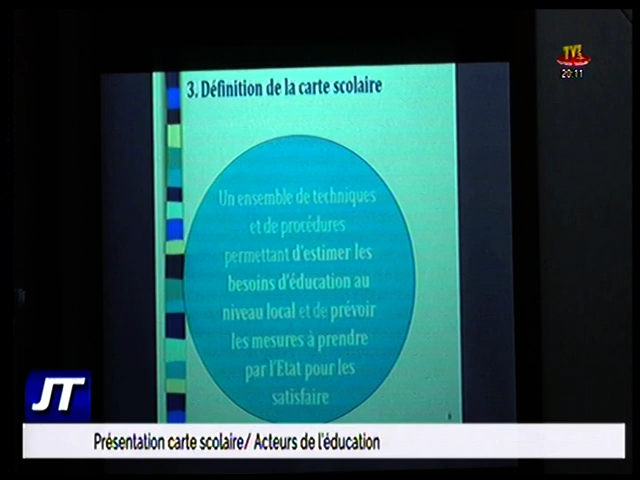 TVS
20:11
3. Définition de la carte scolaire
Un ensemble de techniques
et de procédures
permettant d'estimer les
besoins d'éducation au
niveau local et de prévoir
les mesures à prendre
par l'Etat pour les
satisfaire
JT
Présentation carte scolaire/ Acteurs de l'éducation